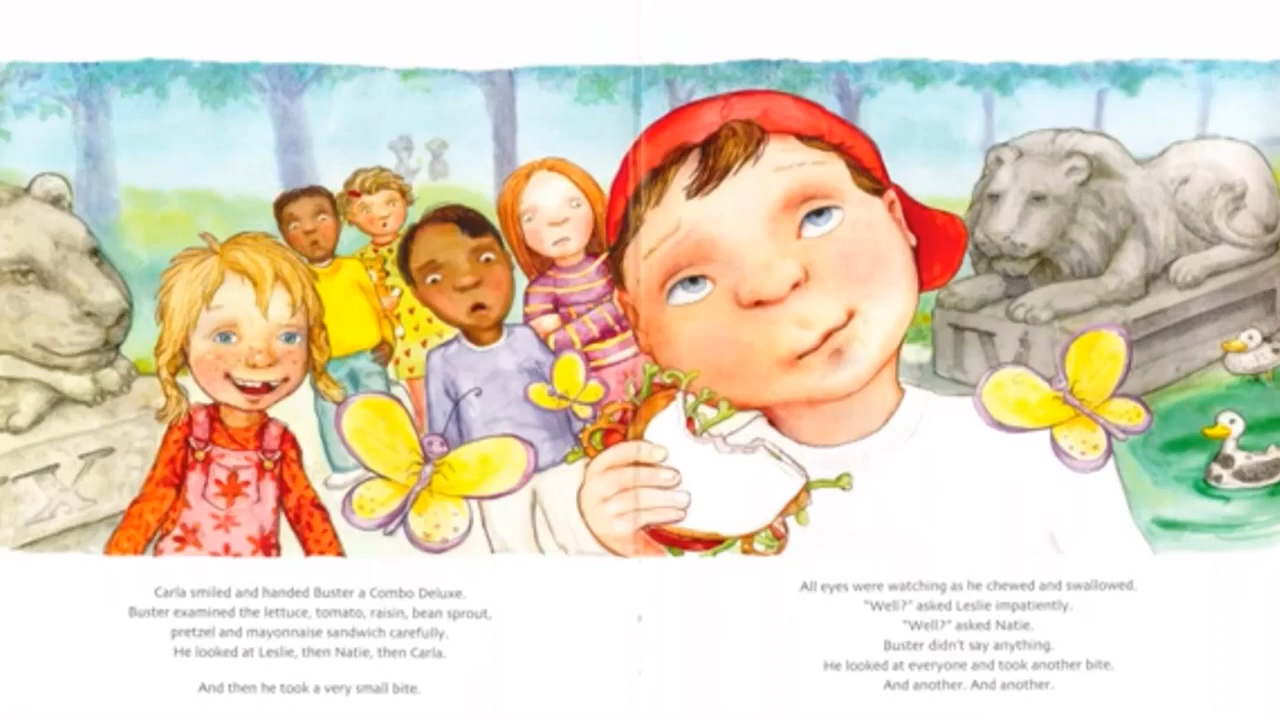 X
IV
Carla smiled and handed Buster a Combo Deluxe.
Buster examined the lettuce, tomato, raisin, bean sprout,
pretzel and mayonnaise sandwich carefully.
He looked at Leslie, then Natie, then Carla.
And then he took a very small bite.
All eyes were watching as he chewed and swallowed.
"Well?" asked Leslie impatiently.
"Well?" asked Natie.
Buster didn't say anything.
He looked at everyone and took another bite.
And another. And another.